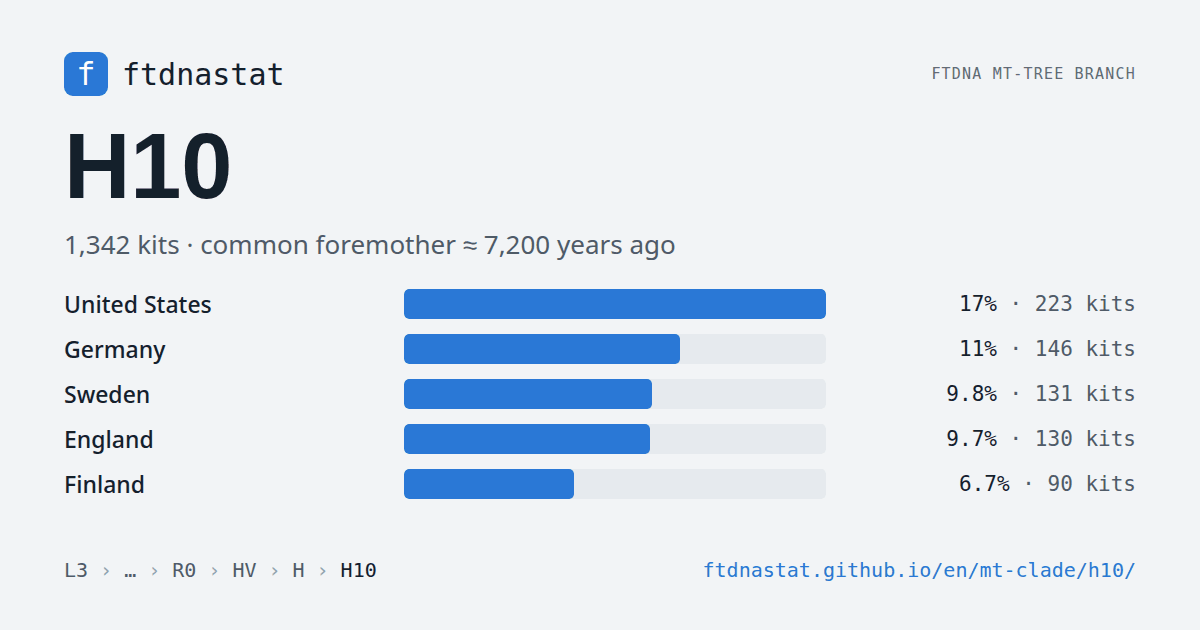 f ftdnastat
FTDNA MT-TREE BRANCH
H10
1,342 kits · common foremother ≈ 7,200 years ago
United States 17% · 223 kits
Germany 11% · 146 kits
Sweden 9.8% · 131 kits
England 9.7% · 130 kits
Finland 6.7% · 90 kits
L3 › … › R0 › HV › H › H10
ftdnastat.github.io/en/mt-clade/h10/